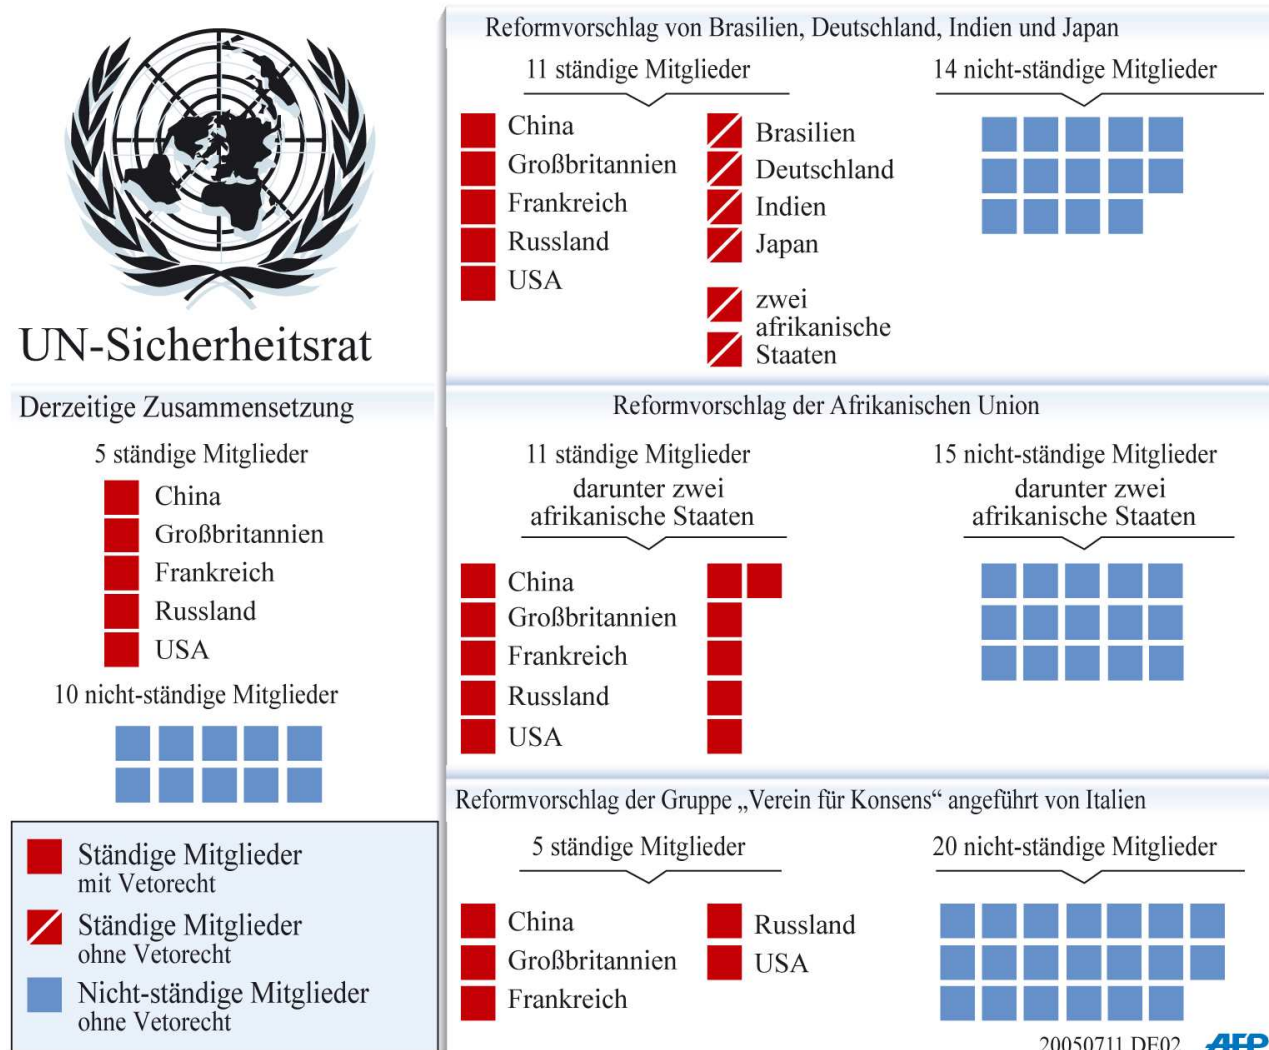 UN-Sicherheitsrat
Derzeitige Zusammensetzung
5 ständige Mitglieder
China
Großbritannien
Frankreich
Russland
USA
10 nicht-ständige Mitglieder
Ständige Mitglieder
mit Vetorecht
Ständige Mitglieder
ohne Vetorecht
Nicht-ständige Mitglieder
ohne Vetorecht
Reformvorschlag von Brasilien, Deutschland, Indien und Japan
11 ständige Mitglieder
China
Großbritannien
Frankreich
Russland
USA
Brasilien
Deutschland
Indien
Japan
zwei
afrikanische
Staaten
14 nicht-ständige Mitglieder
Reformvorschlag der Afrikanischen Union
11 ständige Mitglieder
darunter zwei
afrikanische Staaten
China
Großbritannien
Frankreich
Russland
USA
15 nicht-ständige Mitglieder
darunter zwei
afrikanische Staaten
Reformvorschlag der Gruppe „Verein für Konsens“ angeführt von Italien
5 ständige Mitglieder
China
Großbritannien
Frankreich
Russland
USA
20 nicht-ständige Mitglieder
20050711 DE02 AFP